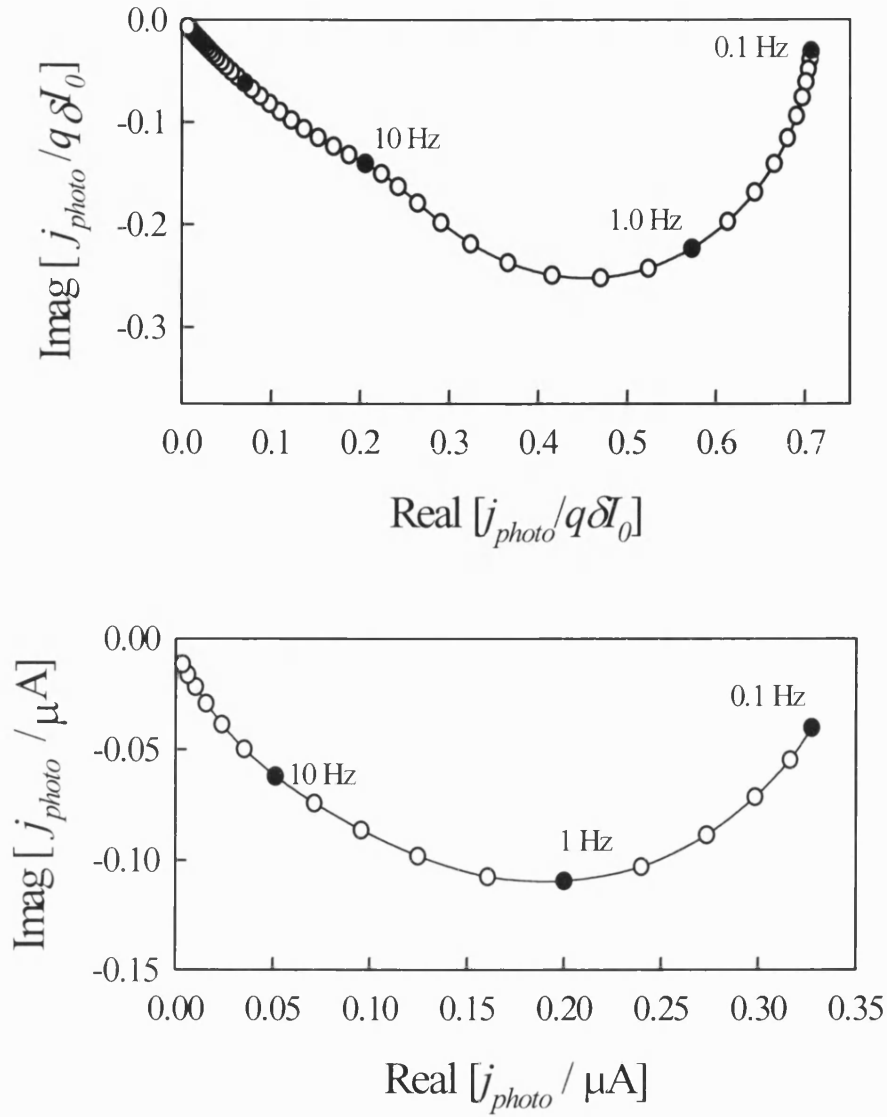 Imag [ j_photo / q δI_0]
0.0
-0.1
-0.2
-0.3
0.1 Hz
10 Hz
1.0 Hz
0.0 0.1 0.2 0.3 0.4 0.5 0.6 0.7
Real [j_photo/qδI_0]
Imag [ j_photo / μA]
0.00
-0.05
-0.10
-0.15
0.1 Hz
10 Hz
1 Hz
0.00 0.05 0.10 0.15 0.20 0.25 0.30 0.35
Real [j_photo / μA]